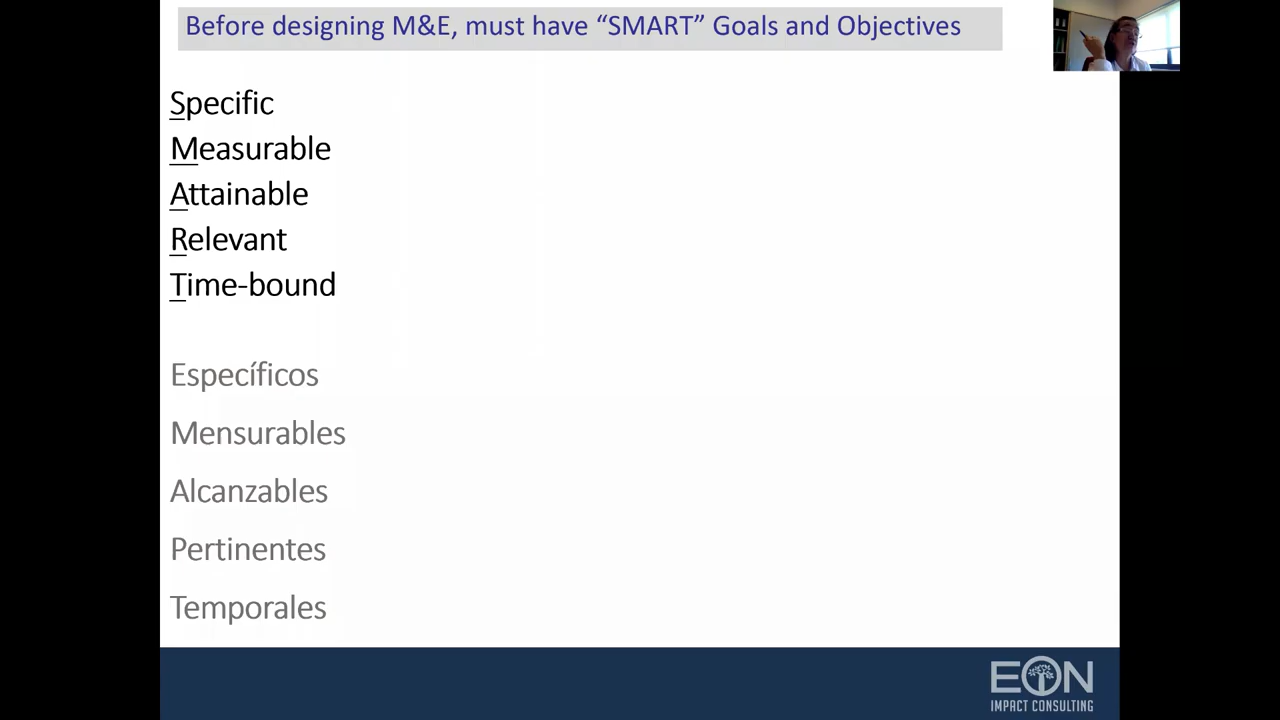 Before designing M&E, must have “SMART” Goals and Objectives
Specific
Measurable
Attainable
Relevant
Time-bound
Específicos
Mensurables
Alcanzables
Pertinentes
Temporales
EON
IMPACT CONSULTING